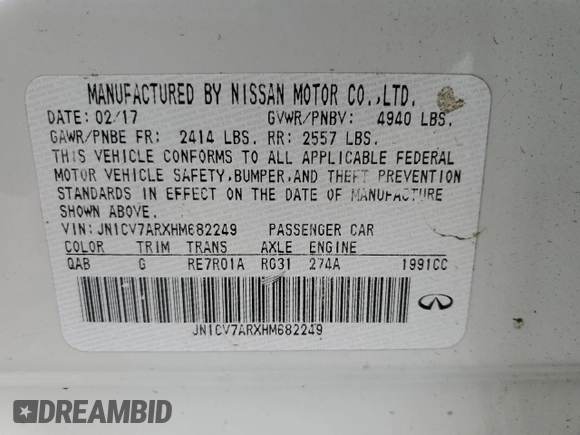 MANUFACTURED BY NISSAN MOTOR CO.,LTD.
DATE: 02/17 GVWR/PNBV: 4940 LBS.
GAWR/PNBE FR: 2414 LBS. RR: 2557 LBS.
THIS VEHICLE CONFORMS TO ALL APPLICABLE FEDERAL
MOTOR VEHICLE SAFETY,BUMPER,AND THEFT PREVENTION
STANDARDS IN EFFECT ON THE DATE OF MANUFACTURE
SHOWN ABOVE.
VIN: JN1CV7ARXHM682249 PASSENGER CAR
COLOR TRIM TRANS AXLE ENGINE
QAB G RE7R01A RG31 274A 1991CC
JN1CV7ARXHM682249
DREAMBID